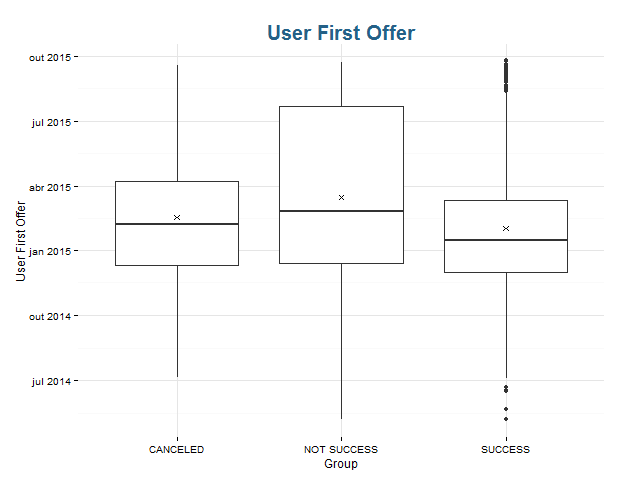 User First Offer
out 2015
jul 2015
abr 2015
jan 2015
out 2014
jul 2014
User First Offer
CANCELED
NOT SUCCESS
SUCCESS
Group